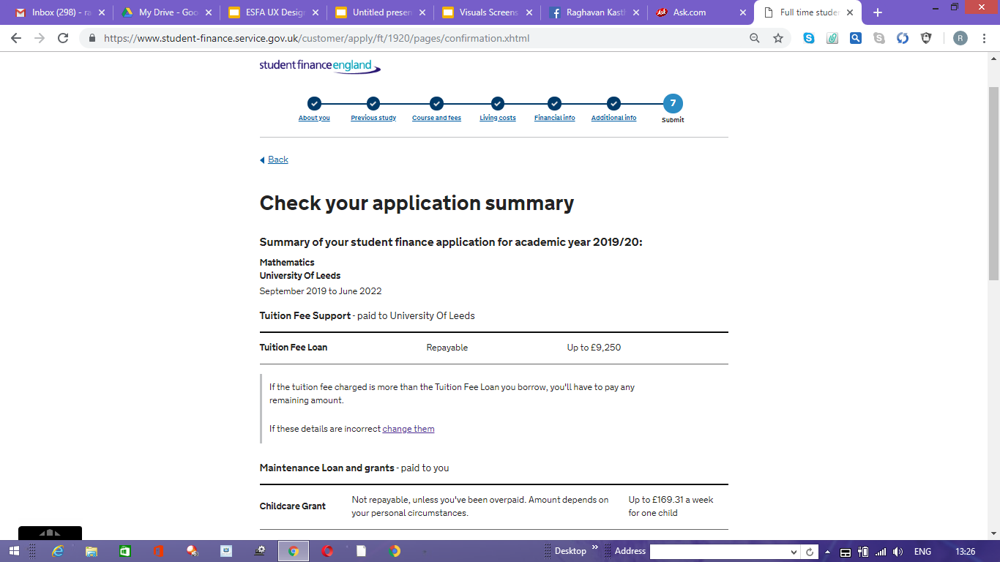 Inbox (298) - ra
My Drive - Goo
ESFA UX Design
Untitled presen
Visuals Screens
Raghavan Kasth
Ask
Ask.com
Full time studen
https://www.student-finance.service.gov.uk/customer/apply/ft/1920/pages/confirmation.xhtml
R
student finance england
7
About you
Previous study
Course and fees
Living costs
Financial info
Additional info
Submit
Back
Check your application summary
Summary of your student finance application for academic year 2019/20:
Mathematics
University Of Leeds
September 2019 to June 2022
Tuition Fee Support - paid to University Of Leeds
Tuition Fee Loan Repayable Up to £9,250
If the tuition fee charged is more than the Tuition Fee Loan you borrow, you'll have to pay any
remaining amount.
If these details are incorrect change them
Maintenance Loan and grants - paid to you
Childcare Grant
Not repayable, unless you've been overpaid. Amount depends on
your personal circumstances.
Up to £169.31 a week
for one child
Desktop
Address
ENG
13:26